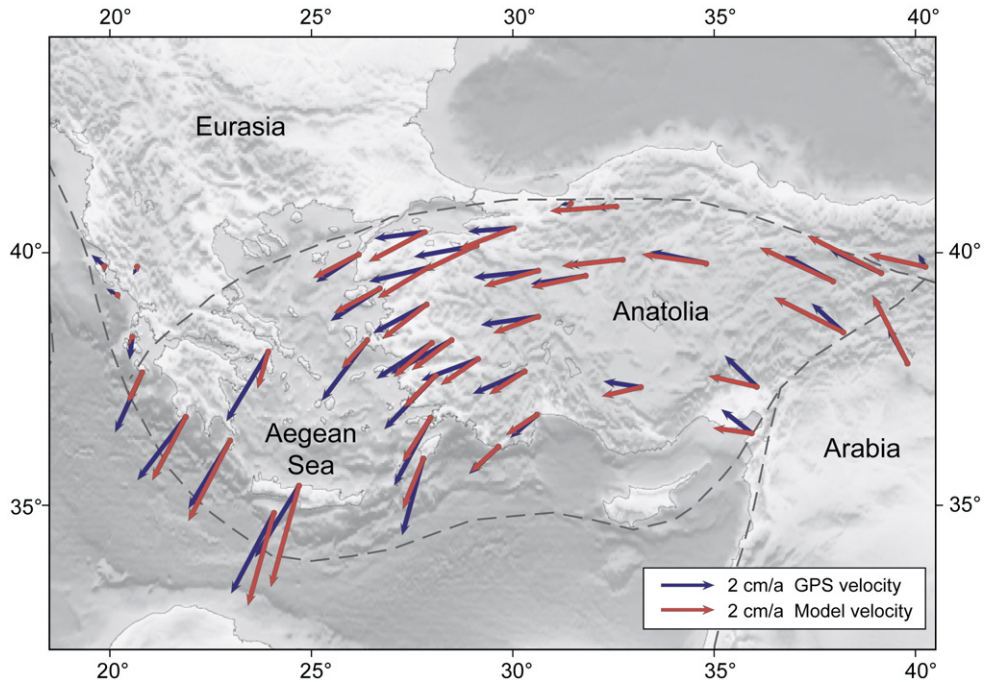 20° 25° 30° 35° 40°
Eurasia
40° 40°
Anatolia
Aegean
Sea
Arabia
35° 35°
2 cm/a GPS velocity
2 cm/a Model velocity
20° 25° 30° 35° 40°